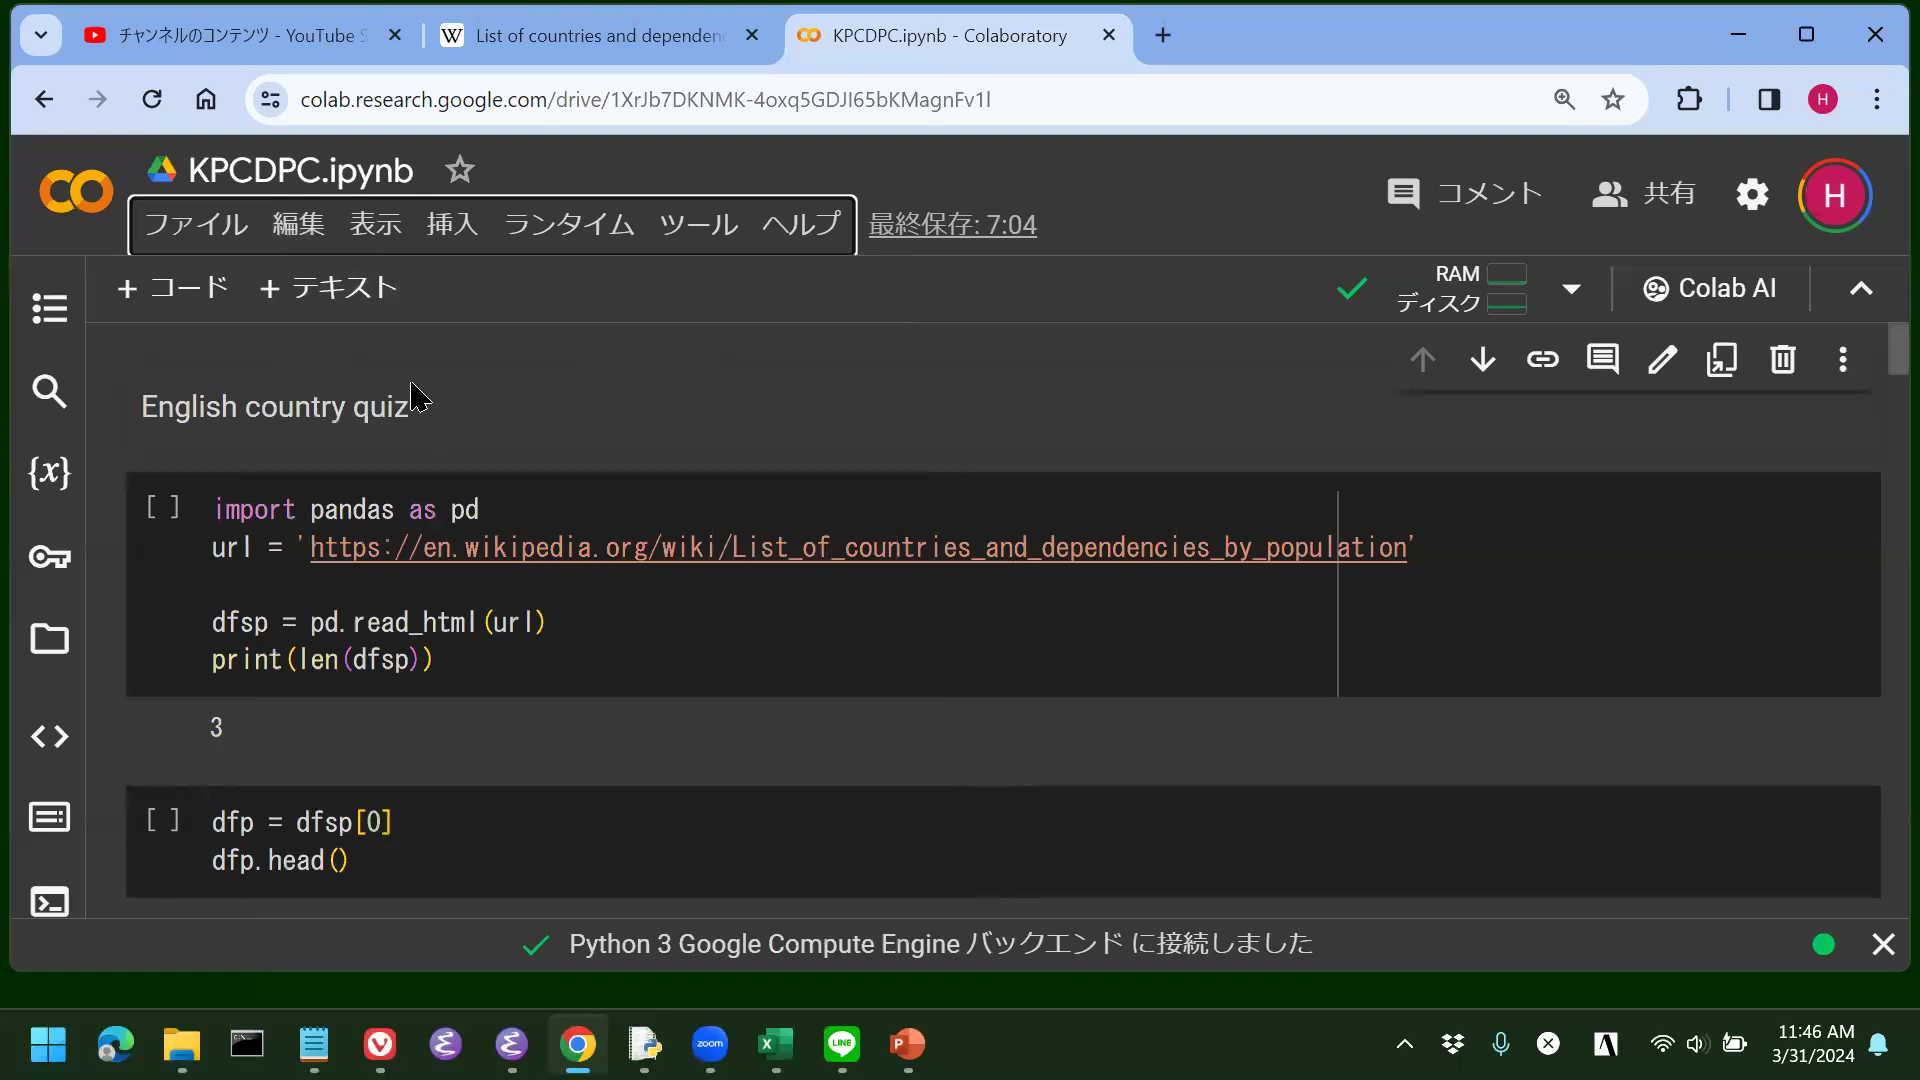 チャンネルのコンテンツ - YouTube S
List of countries and dependen
KPCDPC.ipynb - Colaboratory
colab.research.google.com/drive/1XrJb7DKNMK-4oxq5GDJI65bKMagnFv1l
H
KPCDPC.ipynb
ファイル 編集 表示 挿入 ランタイム ツール ヘルプ 最終保存: 7:04
コメント 共有 H
+ コード + テキスト
RAM
ディスク
Colab AI
English country quiz
[ ] import pandas as pd
url = 'https://en.wikipedia.org/wiki/List_of_countries_and_dependencies_by_population'
dfsp = pd.read_html(url)
print(len(dfsp))
3
[ ] dfp = dfsp[0]
dfp.head()
Python 3 Google Compute Engine バックエンド に接続しました
zoom
LINE
A
11:46 AM
3/31/2024